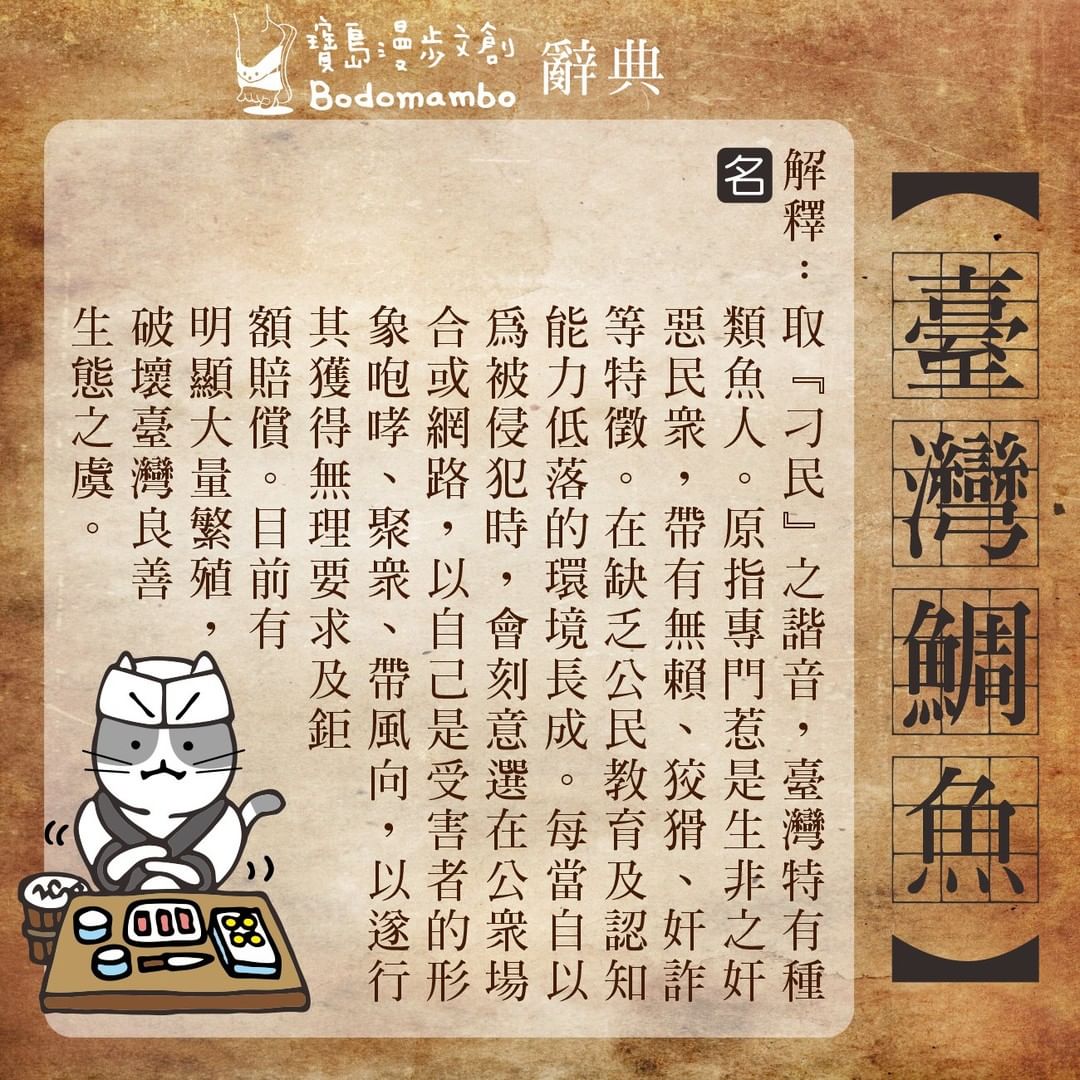 寶島漫步文創
Bodomambo
辭典
【臺灣鯛魚】
解釋：
名
取『刁民』之諧音，臺灣特有種
類魚人。原指專門惹是生非之奸
惡民眾，帶有無賴、狡猾、奸詐
等特徵。在缺乏公民教育及認知
能力低落的環境長成。每當自以
爲被侵犯時，會刻意選在公眾場
合或網路，以自己是受害者的形
象咆哮、聚眾、帶風向，以遂行
其獲得無理要求及鉅
額賠償。目前有
明顯大量繁殖，
破壞臺灣良善
生態之虞。